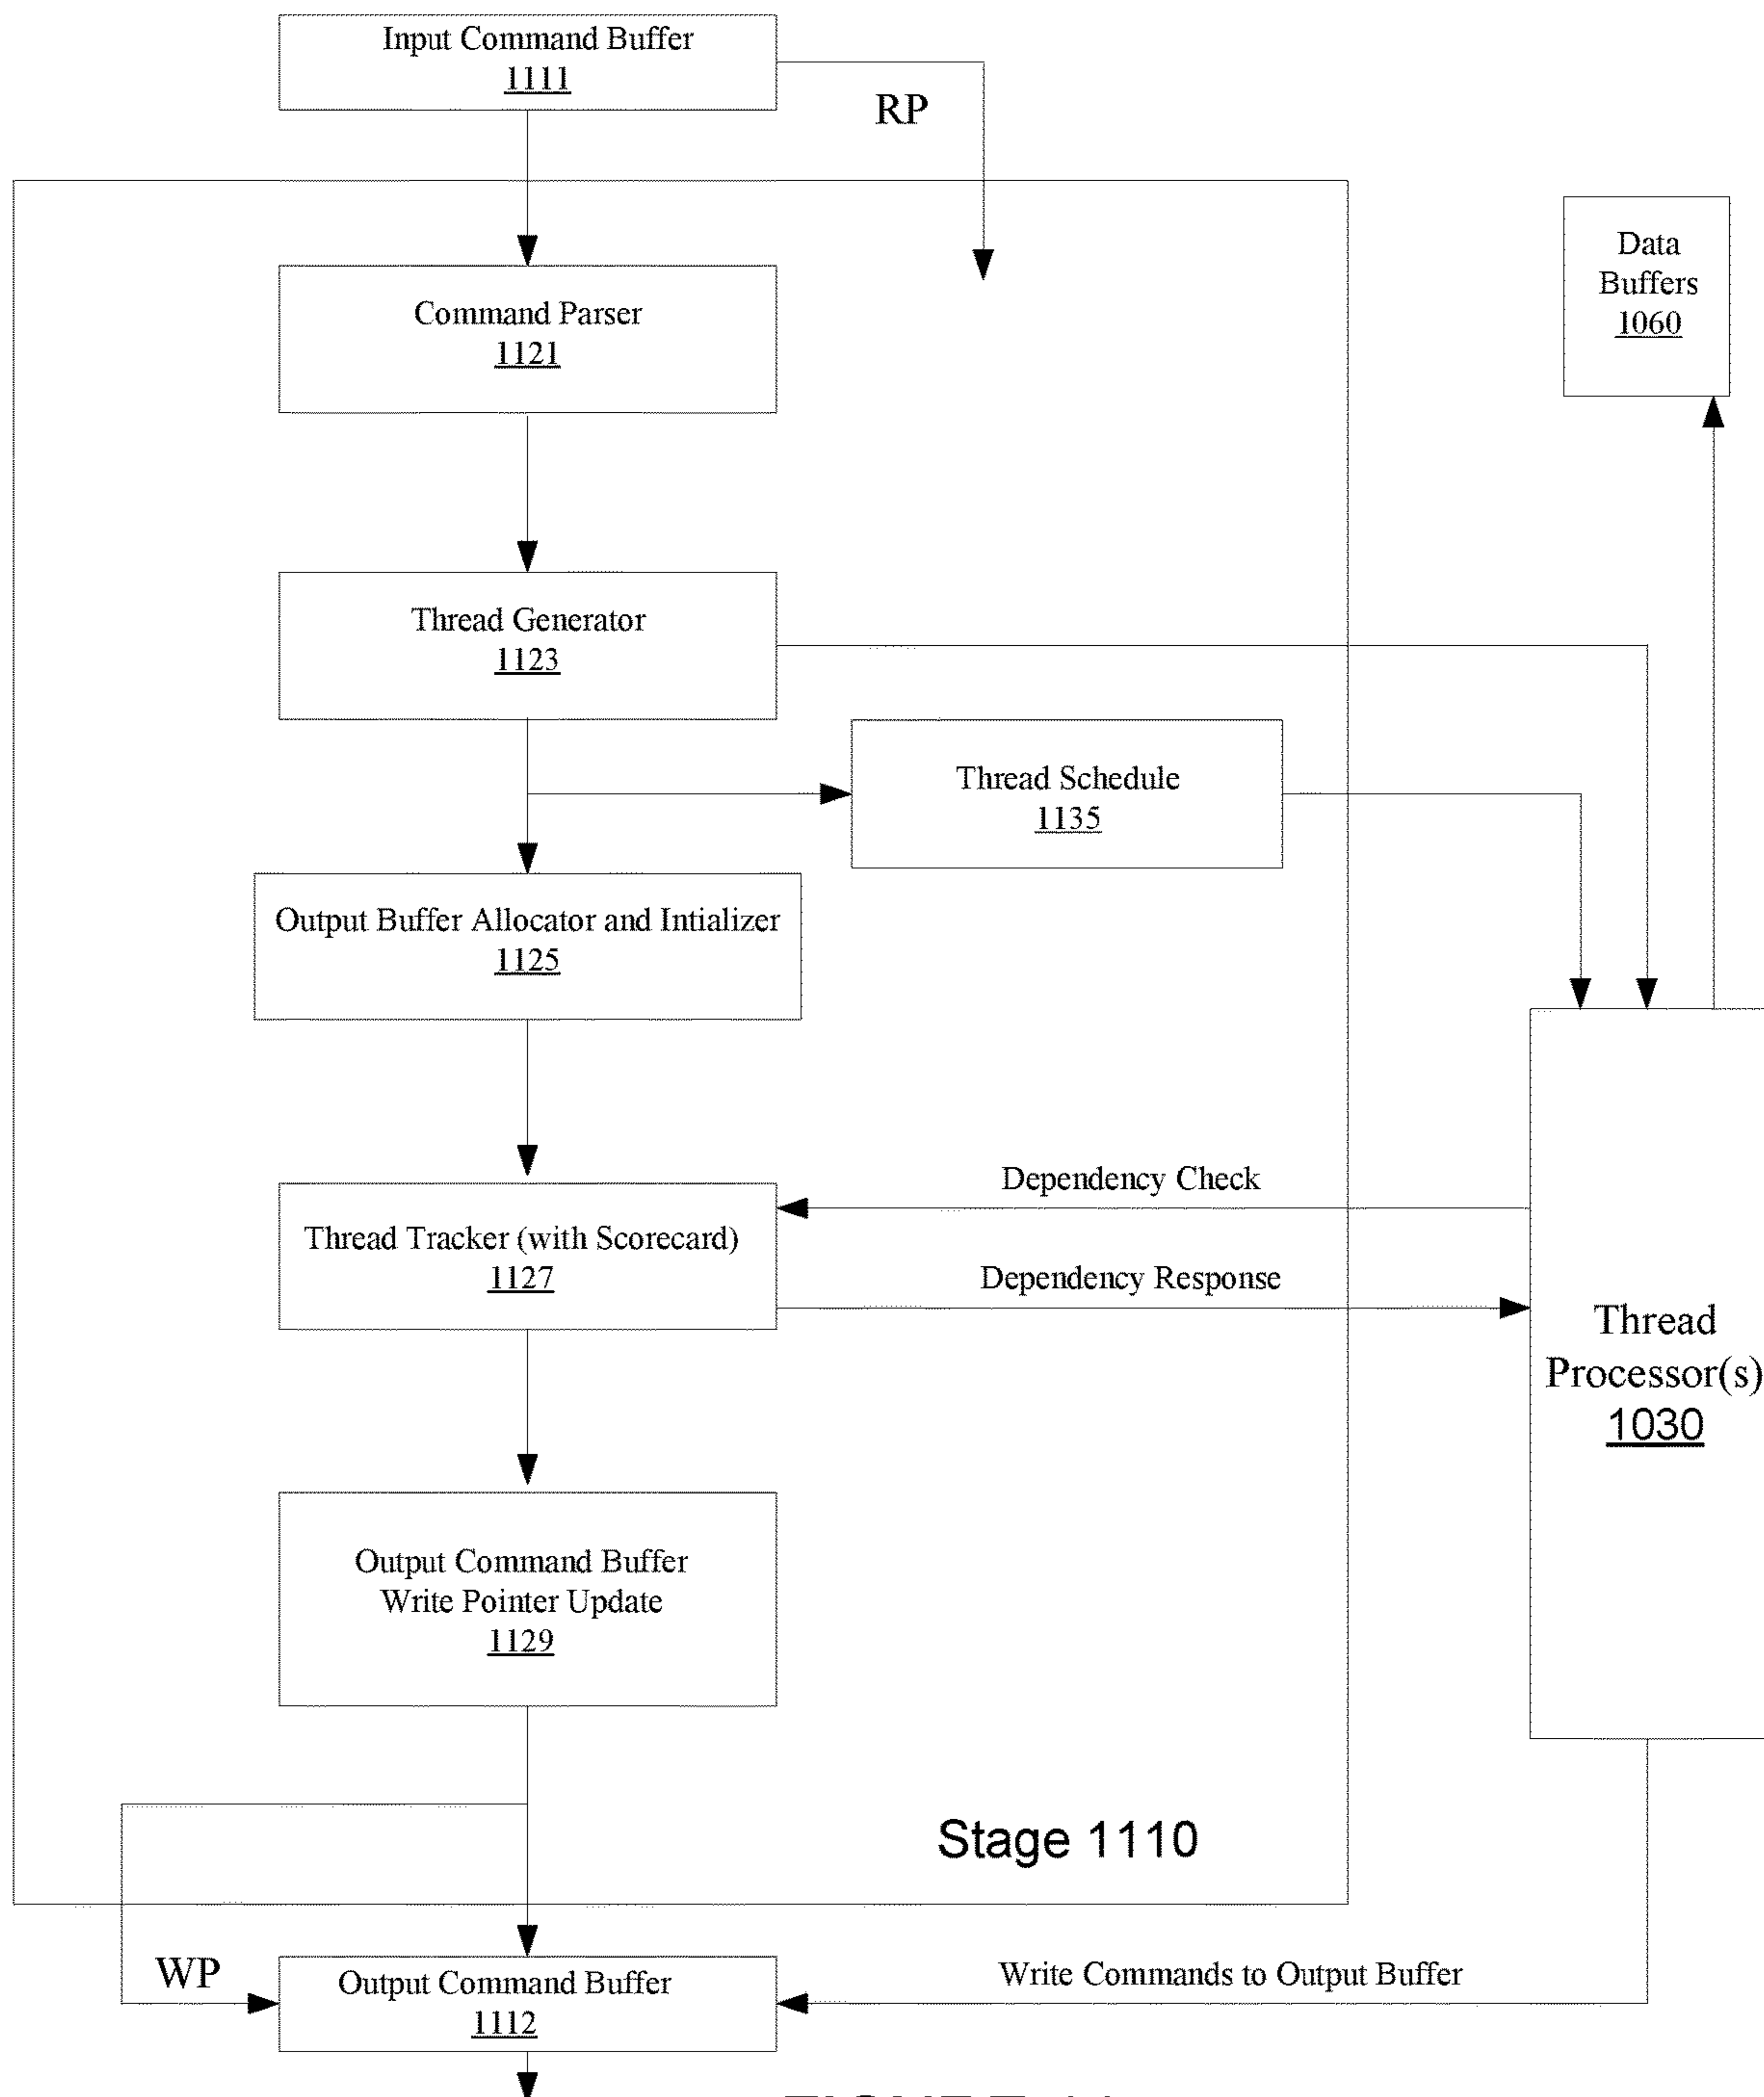 Input Command Buffer
1111
RP
Command Parser
1121
Data
Buffers
1060
Thread Generator
1123
Thread Schedule
1135
Output Buffer Allocator and Intializer
1125
Dependency Check
Thread Tracker (with Scorecard)
1127
Dependency Response
Thread
Processor(s)
1030
Output Command Buffer
Write Pointer Update
1129
Stage 1110
WP
Output Command Buffer
1112
Write Commands to Output Buffer